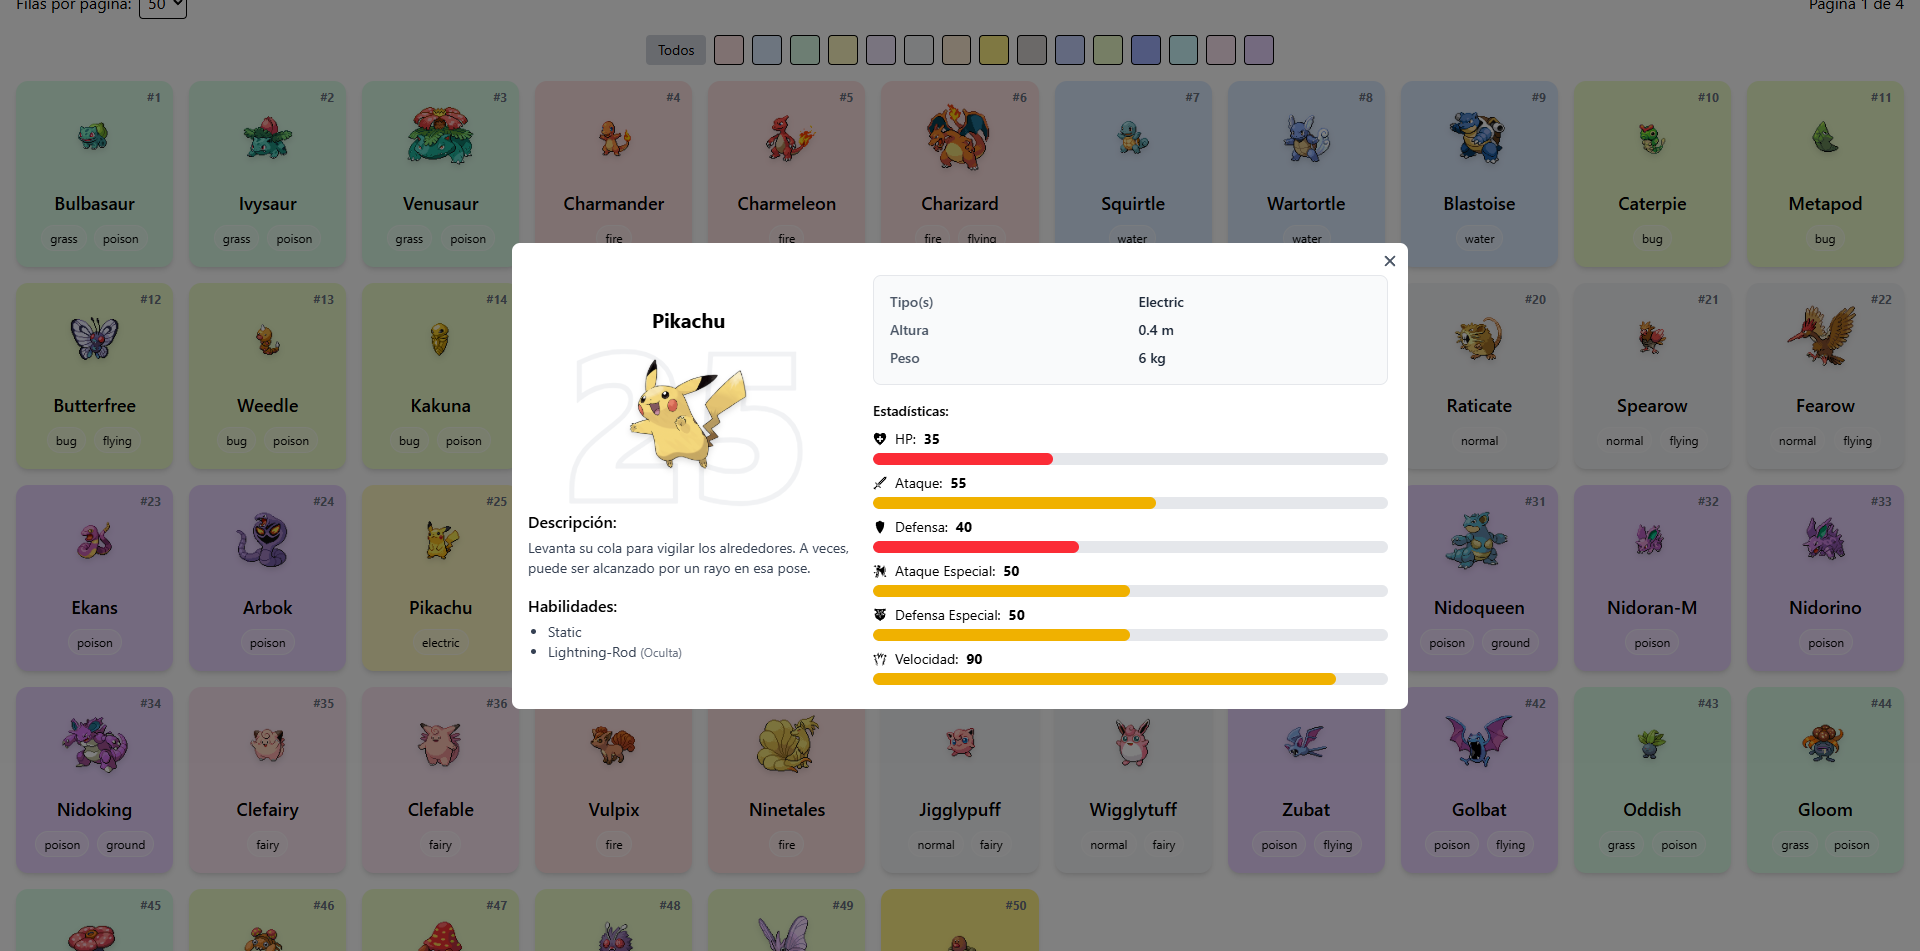 Filas por página: 50
Página 1 de 4
Todos
#1
#2
#3
#4
#5
#6
#7
#8
#9
#10
#11
Bulbasaur
Ivysaur
Venusaur
Charmander
Charmeleon
Charizard
Squirtle
Wartortle
Blastoise
Caterpie
Metapod
grass poison
grass poison
grass poison
fire
fire
fire flying
water
water
water
bug
bug
#12
#13
#14
#20
#21
#22
Butterfree
Weedle
Kakuna
Raticate
Spearow
Fearow
bug flying
bug poison
bug poison
normal
normal flying
normal flying
#23
#24
#25
#31
#32
#33
Ekans
Arbok
Pikachu
Nidoqueen
Nidoran-M
Nidorino
poison
poison
electric
poison ground
poison
poison
Pikachu
25
Descripción:
Levanta su cola para vigilar los alrededores. A veces,
puede ser alcanzado por un rayo en esa pose.
Habilidades:
Static
Lightning-Rod (Oculta)
Tipo(s) Electric
Altura 0.4 m
Peso 6 kg
Estadísticas:
HP: 35
Ataque: 55
Defensa: 40
Ataque Especial: 50
Defensa Especial: 50
Velocidad: 90
#34
#35
#36
#42
#43
#44
Nidoking
Clefairy
Clefable
Vulpix
Ninetales
Jigglypuff
Wigglytuff
Zubat
Golbat
Oddish
Gloom
poison ground
fairy
fairy
fire
fire
normal fairy
normal fairy
poison flying
poison flying
grass poison
grass poison
#45
#46
#47
#48
#49
#50